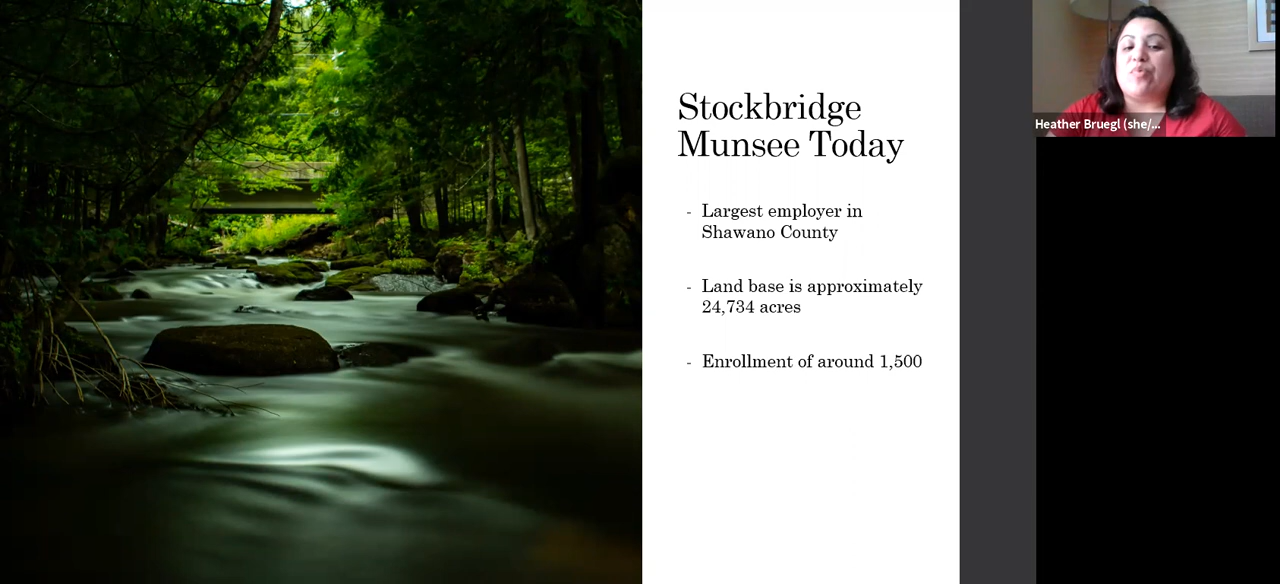 Stockbridge
Munsee Today
- Largest employer in
Shawano County
- Land base is approximately
24,734 acres
- Enrollment of around 1,500
Heather Bruegl (she/...